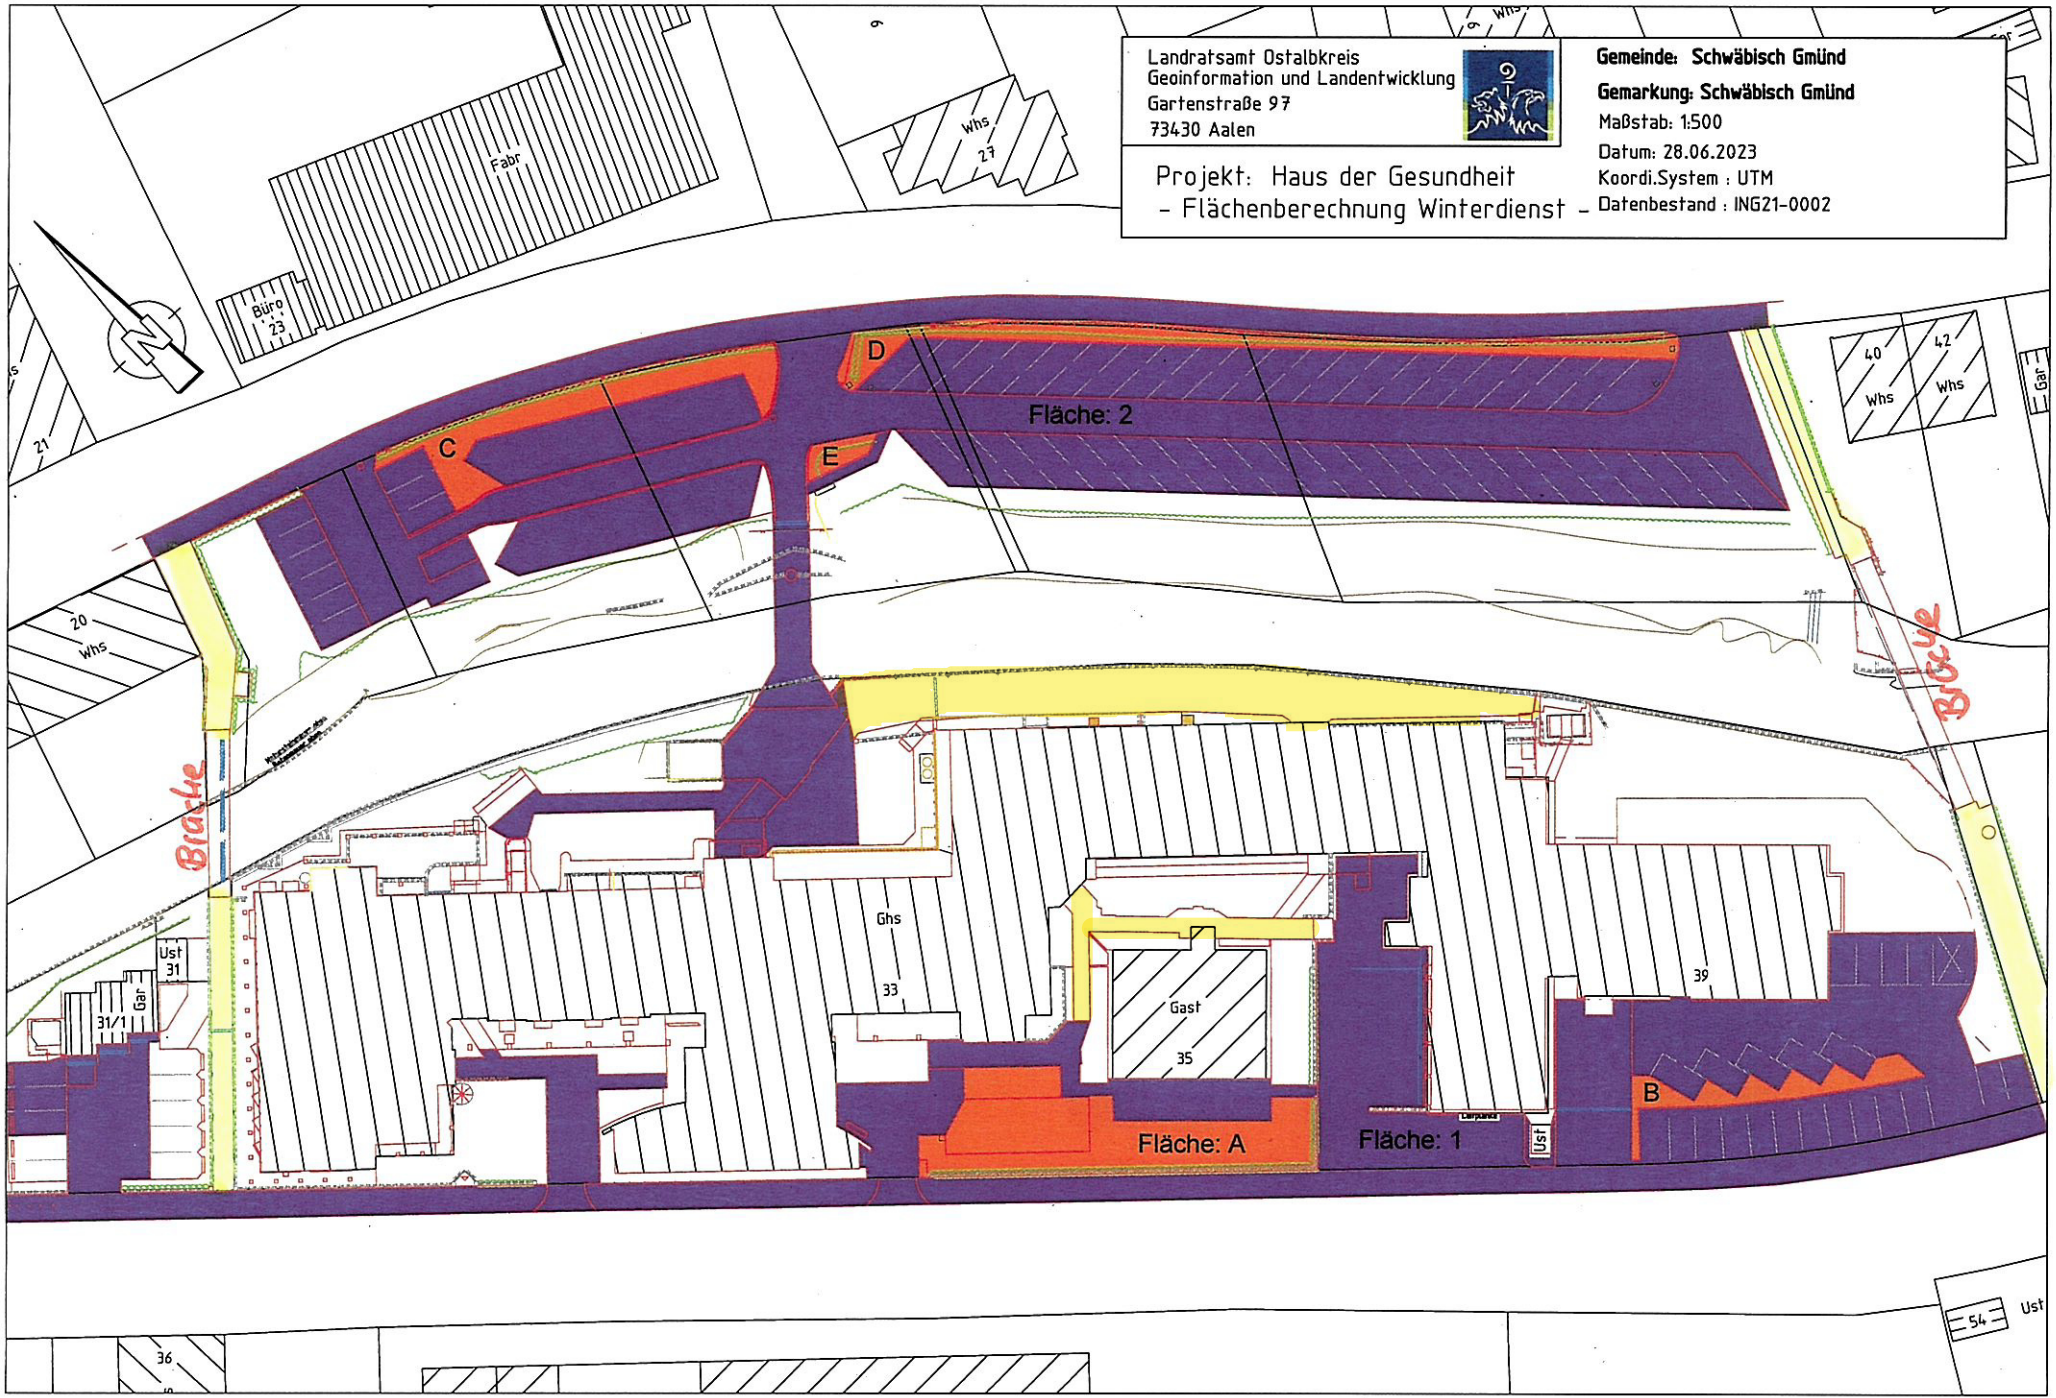 Landratsamt Ostalbkreis
Geoinformation und Landentwicklung
Gartenstraße 97
73430 Aalen
Projekt: Haus der Gesundheit
- Flächenberechnung Winterdienst -
Gemeinde: Schwäbisch Gmünd
Gemarkung: Schwäbisch Gmünd
Maßstab: 1:500
Datum: 28.06.2023
Koordi.System : UTM
Datenbestand : ING21-0002
9
9
Whs
Fabr
Whs
27
Büro
23
N
21
40
Whs
42
Whs
Gar
D
C
E
Fläche: 2
20
Whs
Brücke
Brücke
Ust
31
Gar
31/1
Ghs
33
Gast
35
39
B
Fläche: A
Fläche: 1
Ust
36
54
Ust